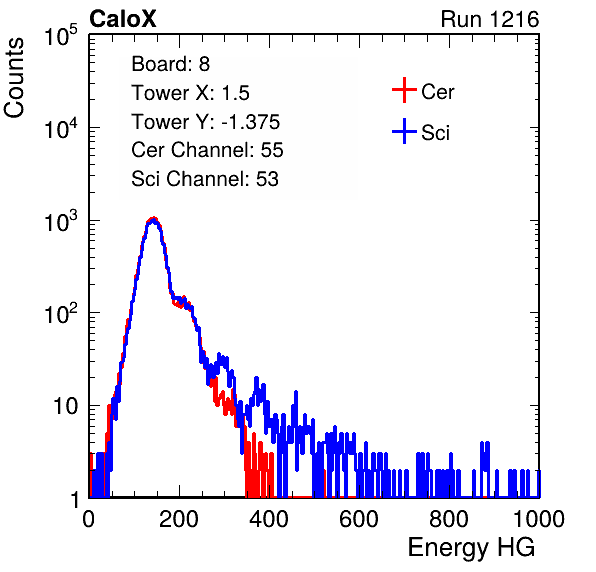 CaloX Run 1216
Board: 8
Tower X: 1.5
Tower Y: -1.375
Cer Channel: 55
Sci Channel: 53
Cer
Sci
Counts
10^5
10^4
10^3
10^2
10
1
0 200 400 600 800 1000
Energy HG